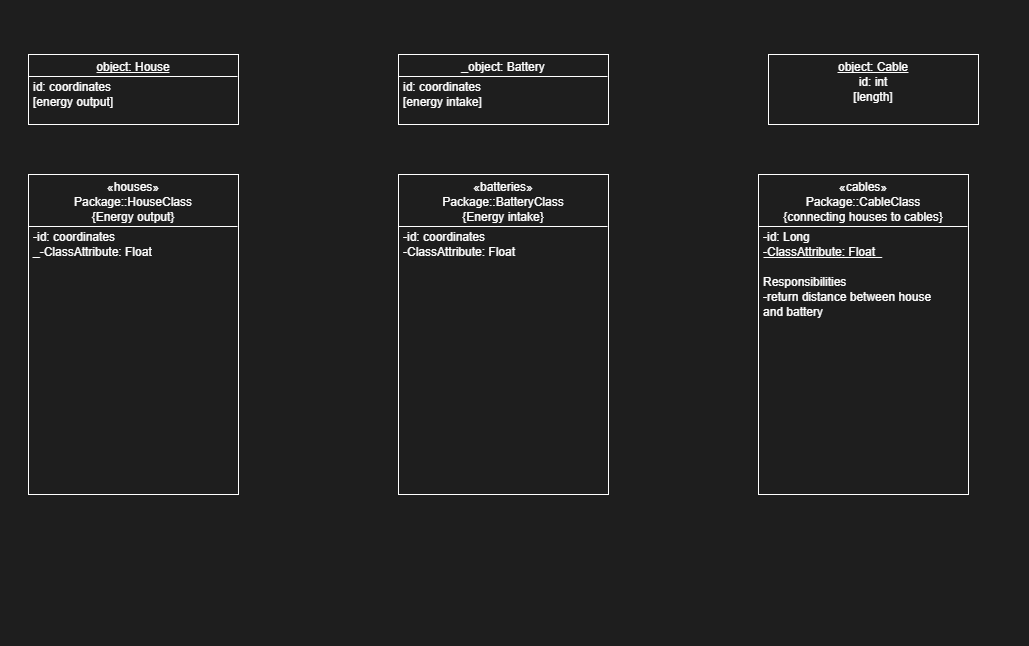 object: House
id: coordinates
[energy output]
_object: Battery
id: coordinates
[energy intake]
object: Cable
id: int
[length]
«houses»
Package::HouseClass
{Energy output}
-id: coordinates
_-ClassAttribute: Float
«batteries»
Package::BatteryClass
{Energy intake}
-id: coordinates
-ClassAttribute: Float
«cables»
Package::CableClass
{connecting houses to cables}
-id: Long
-ClassAttribute: Float_
Responsibilities
-return distance between house
and battery